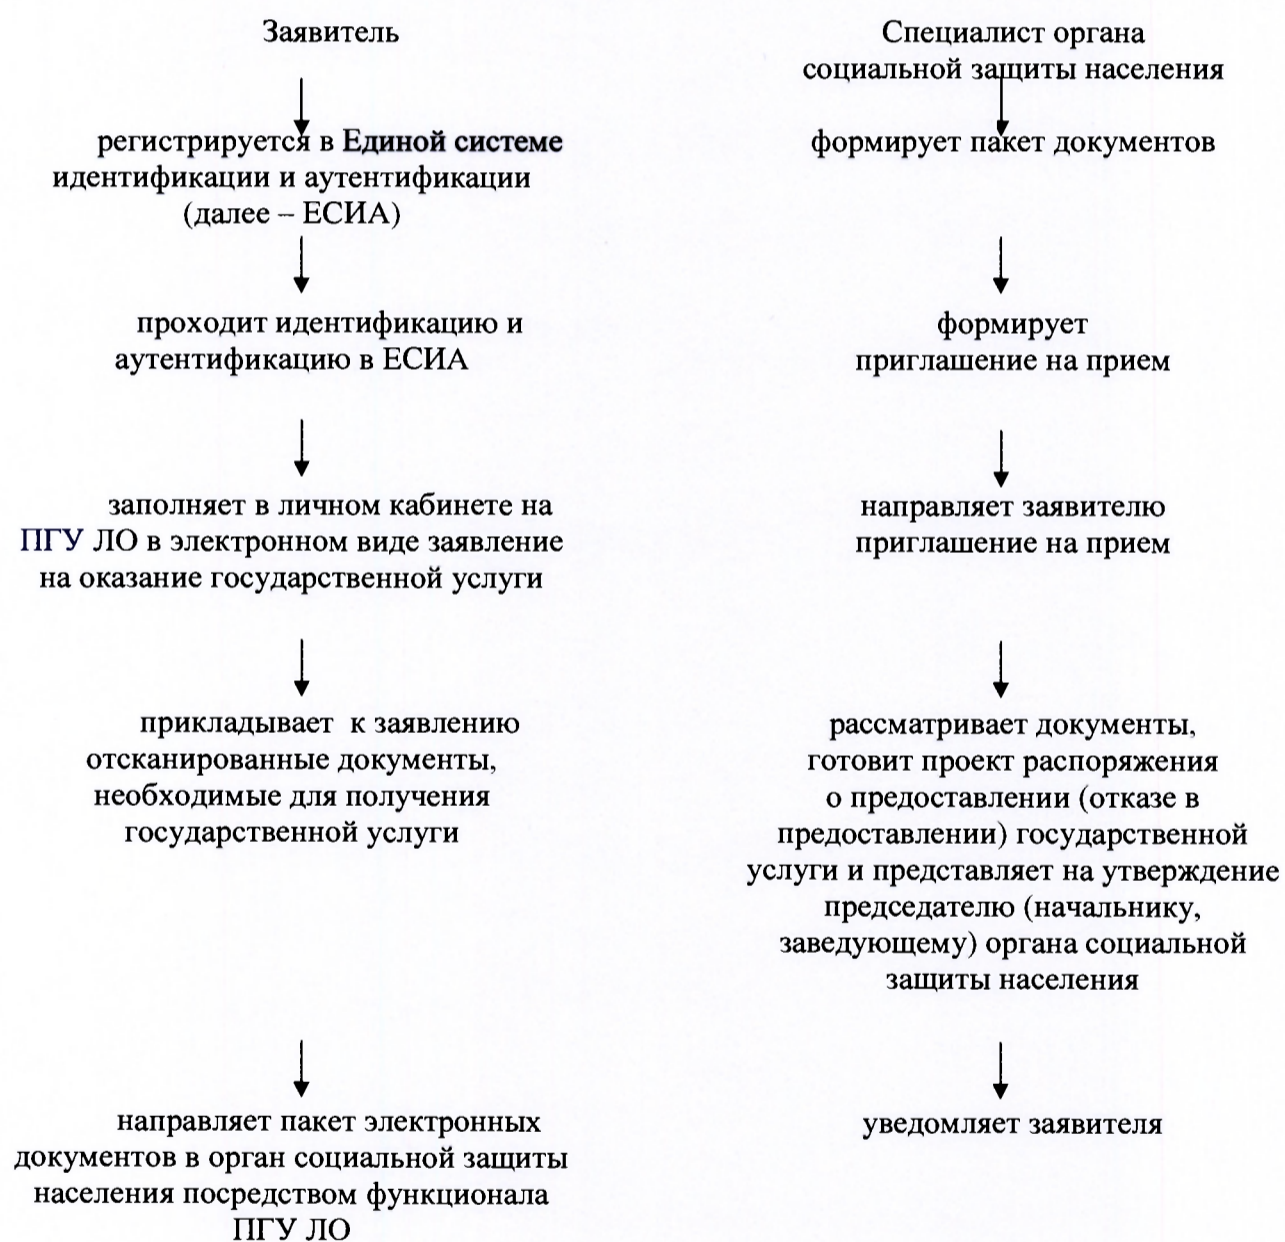 Заявитель
регистрируется в Единой системе
идентификации и аутентификации
(далее – ЕСИА)
проходит идентификацию и
аутентификацию в ЕСИА
заполняет в личном кабинете на
ПГУ ЛО в электронном виде заявление
на оказание государственной услуги
прикладывает к заявлению
отсканированные документы,
необходимые для получения
государственной услуги
направляет пакет электронных
документов в орган социальной защиты
населения посредством функционала
ПГУ ЛО
Специалист органа
социальной защиты населения
формирует пакет документов
формирует
приглашение на прием
направляет заявителю
приглашение на прием
рассматривает документы,
готовит проект распоряжения
о предоставлении (отказе в
предоставлении) государственной
услуги и представляет на утверждение
председателю (начальнику,
заведующему) органа социальной
защиты населения
уведомляет заявителя